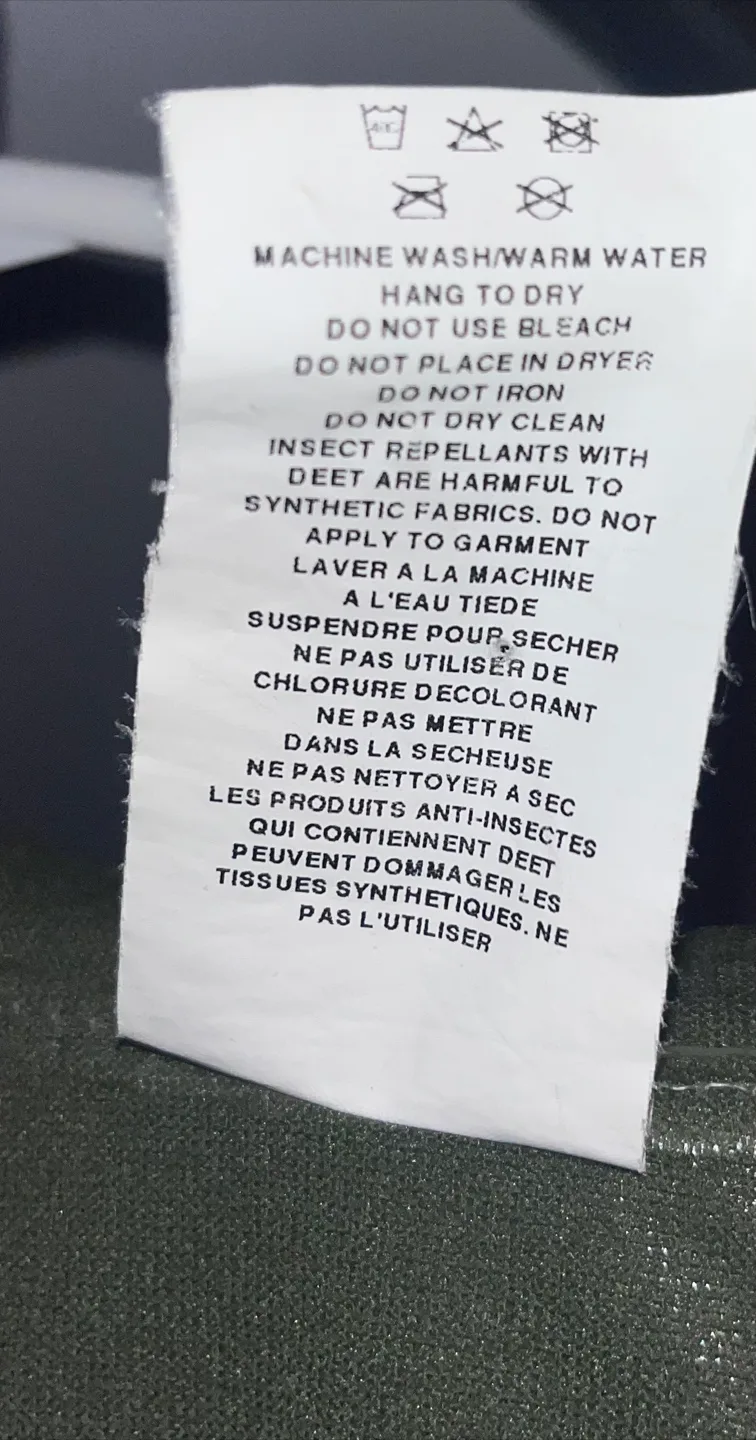 40C
MACHINE WASH/WARM WATER
HANG TO DRY
DO NOT USE BLEACH
DO NOT PLACE IN DRYER
DO NOT IRON
DO NOT DRY CLEAN
INSECT REPELLANTS WITH
DEET ARE HARMFUL TO
SYNTHETIC FABRICS. DO NOT
APPLY TO GARMENT
LAVER A LA MACHINE
A L'EAU TIEDE
SUSPENDRE POUR SECHER
NE PAS UTILISER DE
CHLORURE DECOLORANT
NE PAS METTRE
DANS LA SECHEUSE
NE PAS NETTOYER A SEC
LES PRODUITS ANTI-INSECTES
QUI CONTIENNENT DEET
PEUVENT DOMMAGER LES
TISSUES SYNTHETIQUES. NE
PAS L'UTILISER